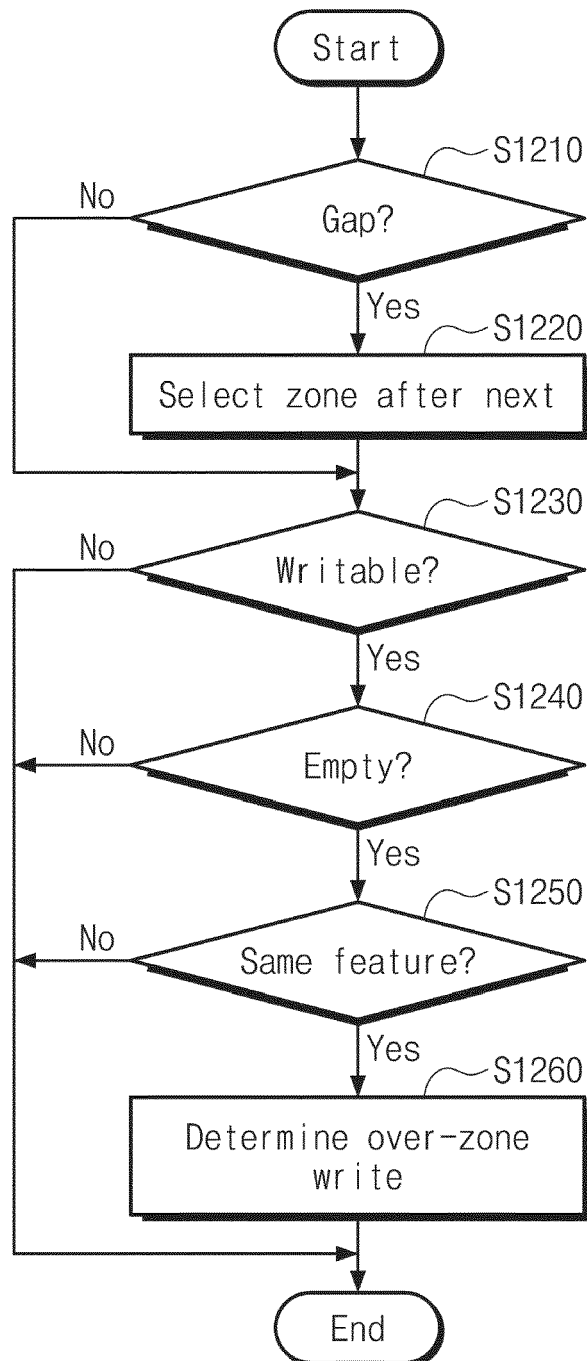 Start
S1210
No
Gap?
Yes
S1220
Select zone after next
S1230
No
Writable?
Yes
S1240
No
Empty?
Yes
S1250
No
Same feature?
Yes
S1260
Determine over-zone
write
End